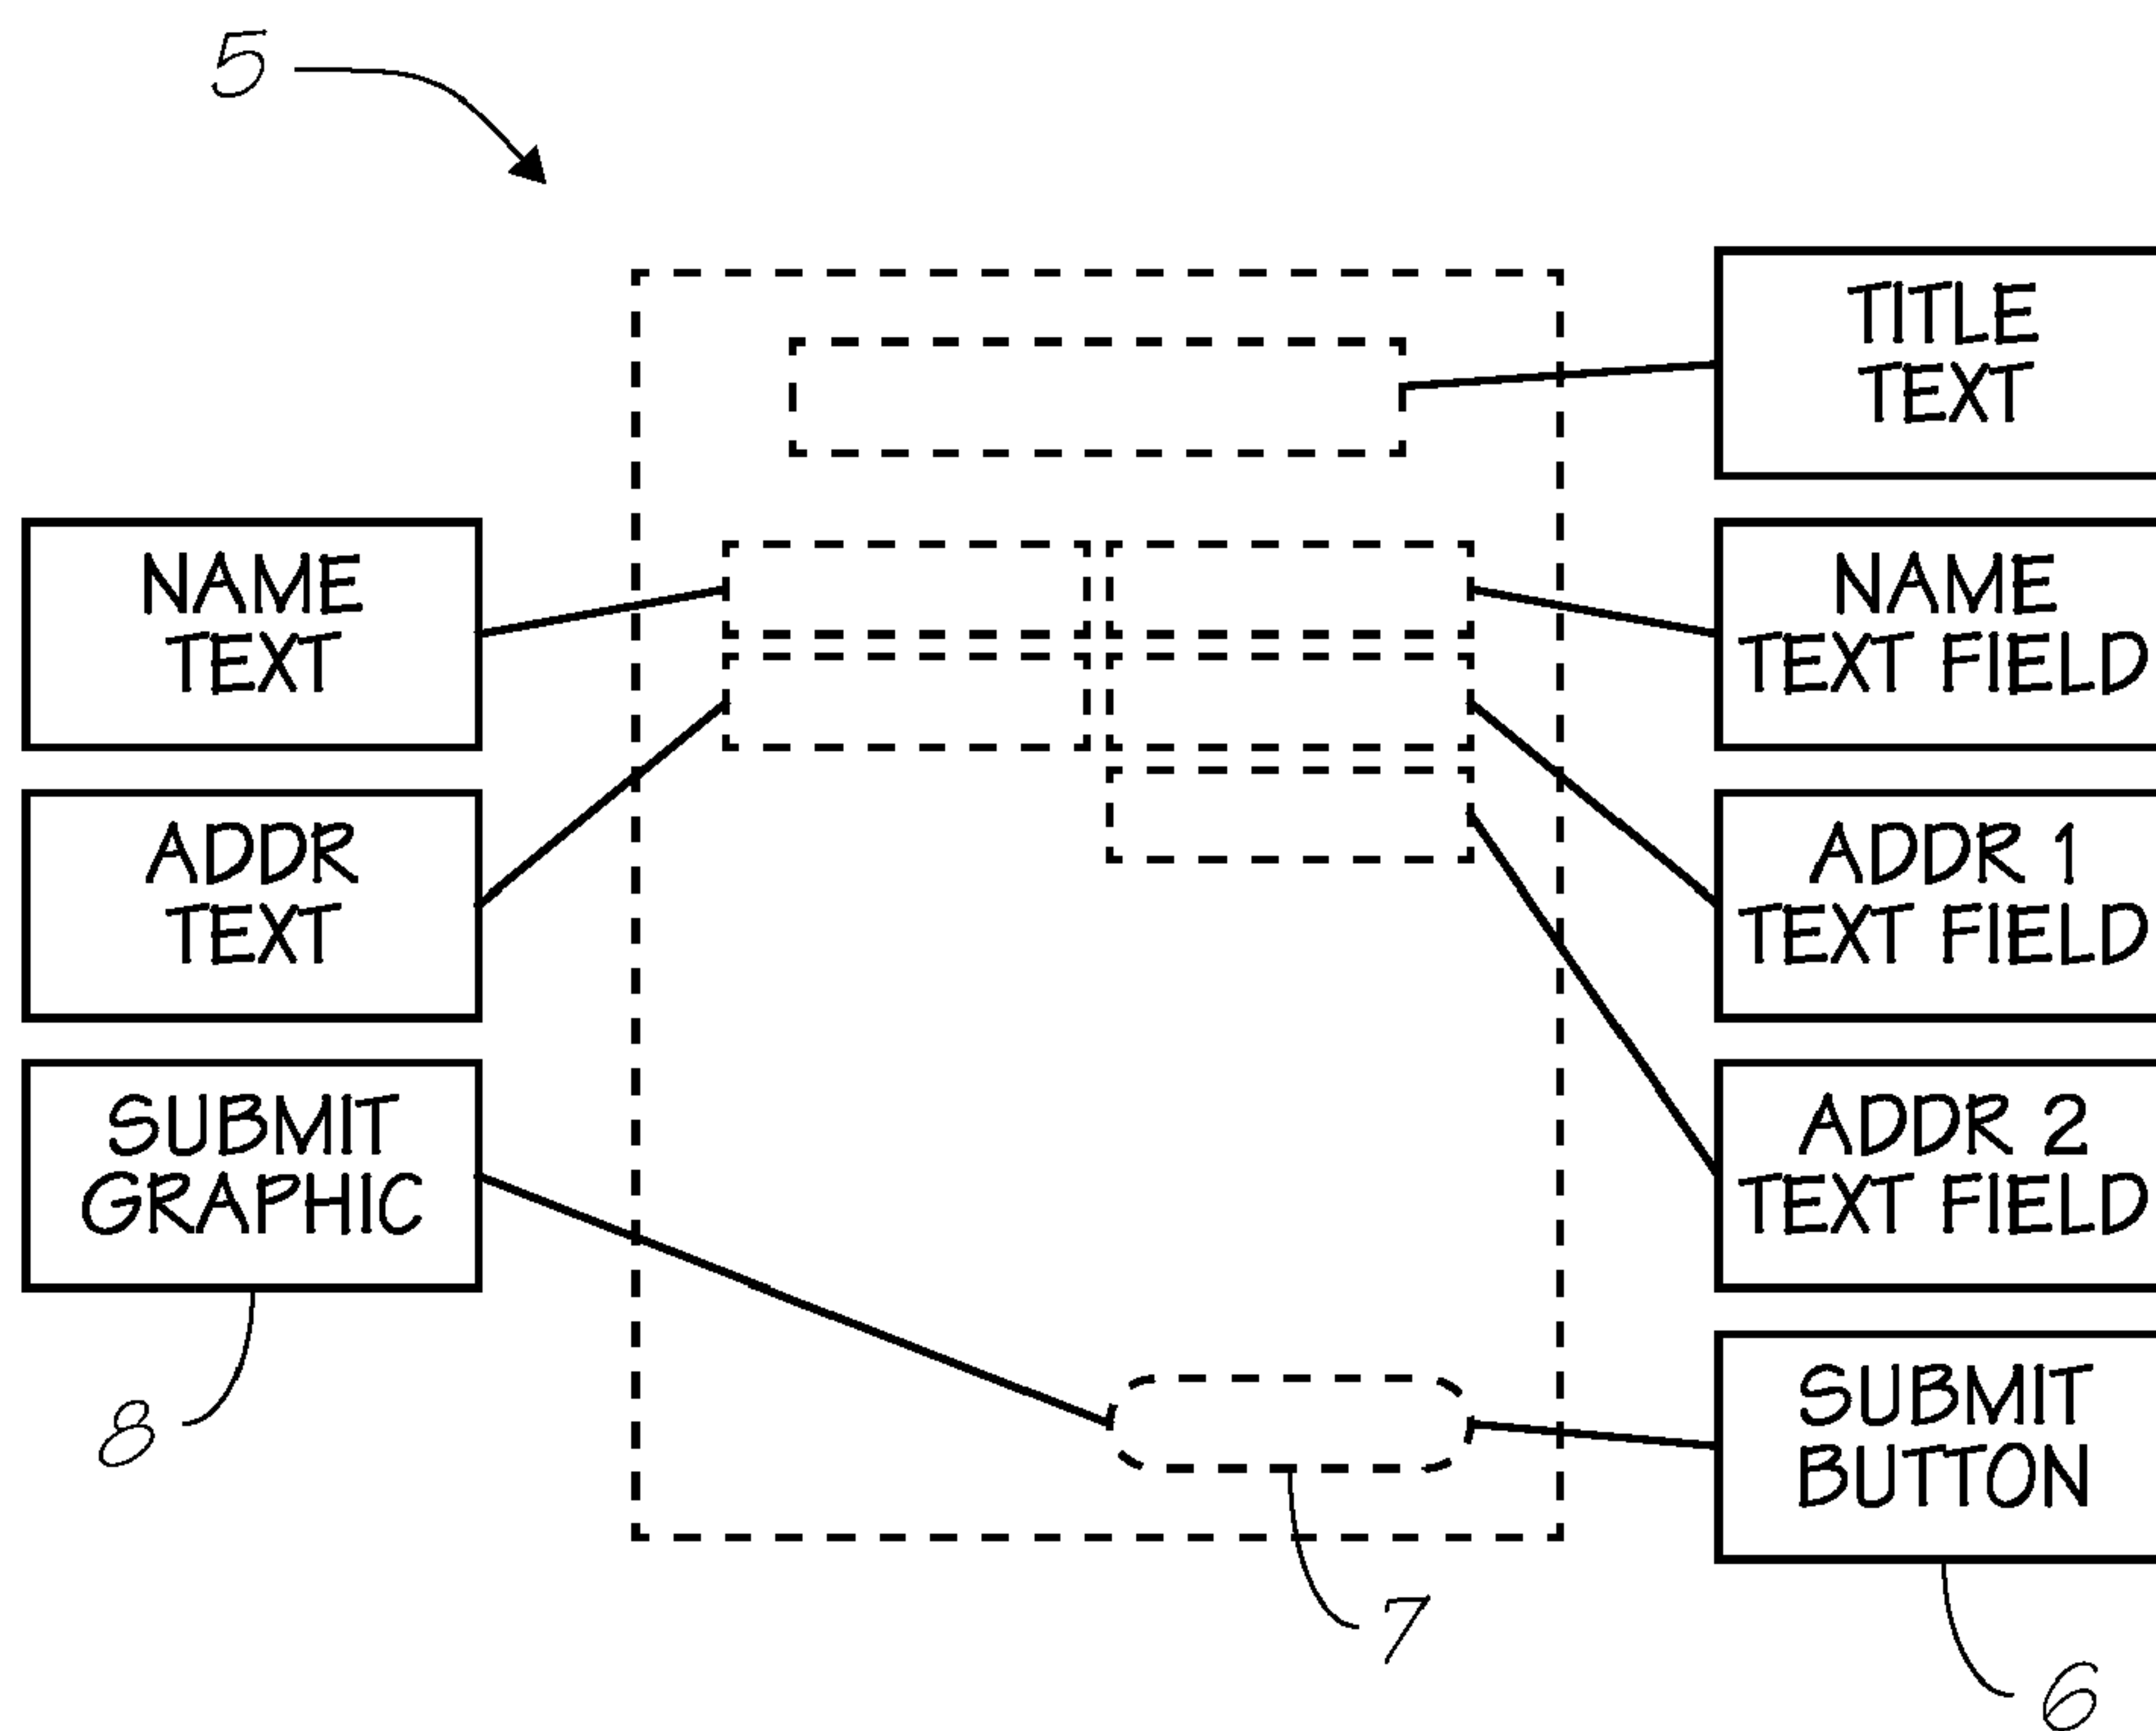 5
TITLE
TEXT
NAME
TEXT
NAME
TEXT FIELD
ADDR
TEXT
ADDR 1
TEXT FIELD
SUBMIT
GRAPHIC
ADDR 2
TEXT FIELD
SUBMIT
BUTTON
8
7
6